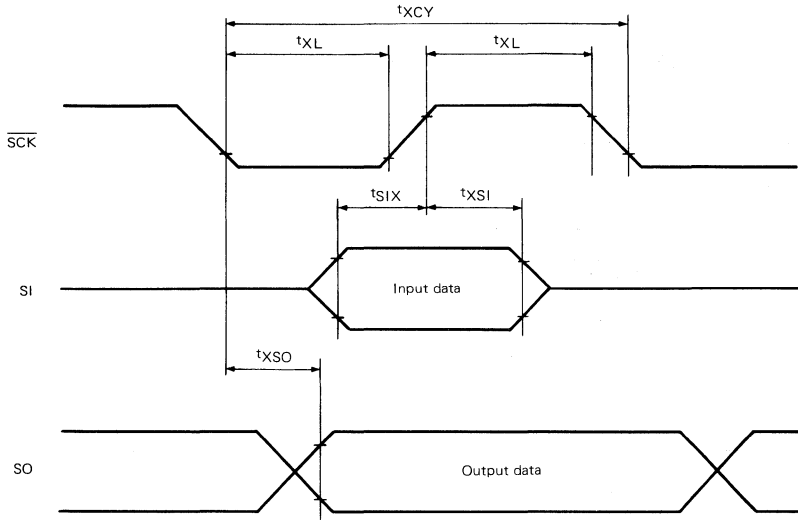 tXCY
tXL
tXL
SCK
tSIX
tXSI
SI
Input data
tXSO
SO
Output data